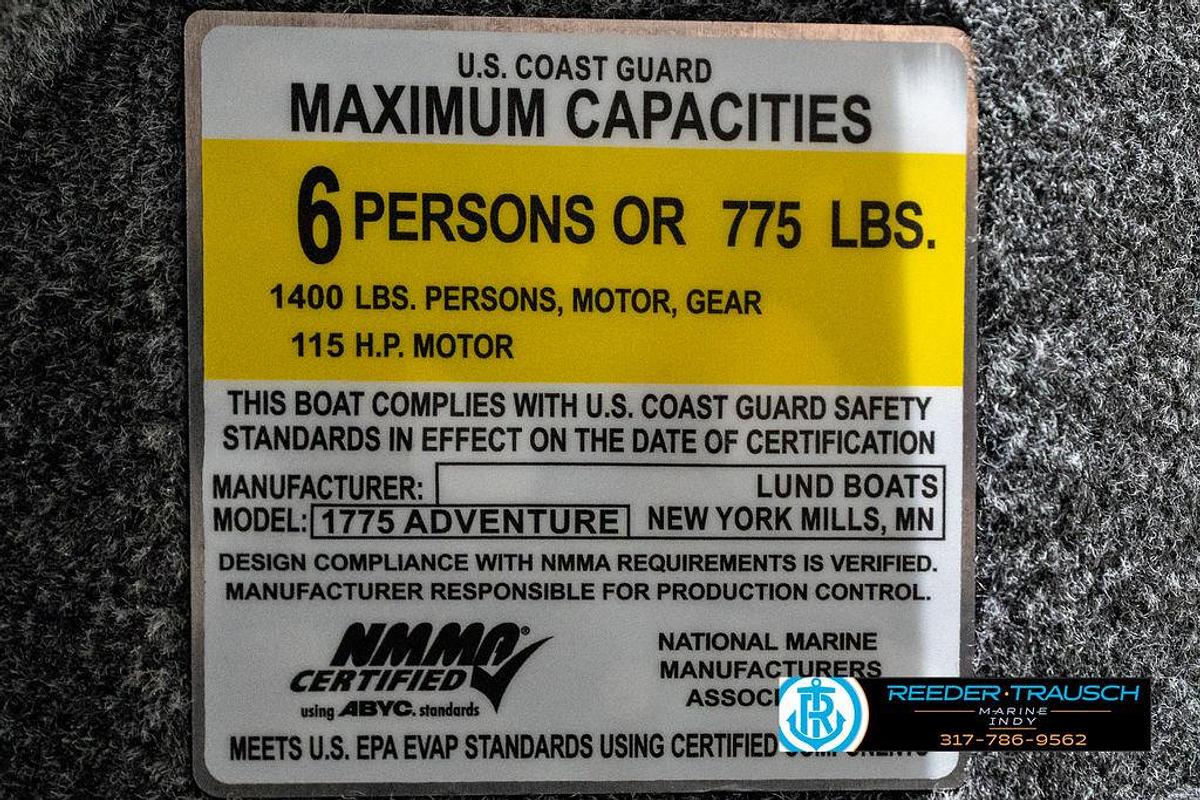 U.S. COAST GUARD
MAXIMUM CAPACITIES
6 PERSONS OR 775 LBS.
1400 LBS. PERSONS, MOTOR, GEAR
115 H.P. MOTOR
THIS BOAT COMPLIES WITH U.S. COAST GUARD SAFETY
STANDARDS IN EFFECT ON THE DATE OF CERTIFICATION
MANUFACTURER: LUND BOATS
MODEL: 1775 ADVENTURE NEW YORK MILLS, MN
DESIGN COMPLIANCE WITH NMMA REQUIREMENTS IS VERIFIED.
MANUFACTURER RESPONSIBLE FOR PRODUCTION CONTROL.
NMMA®
CERTIFIED
using ABYC. standards
NATIONAL MARINE
MANUFACTURERS
MEETS U.S. EPA EVAP STANDARDS USING CERTIFIED
R
REEDER·TRAUSCH
MARINE
INDY
317-786-9562